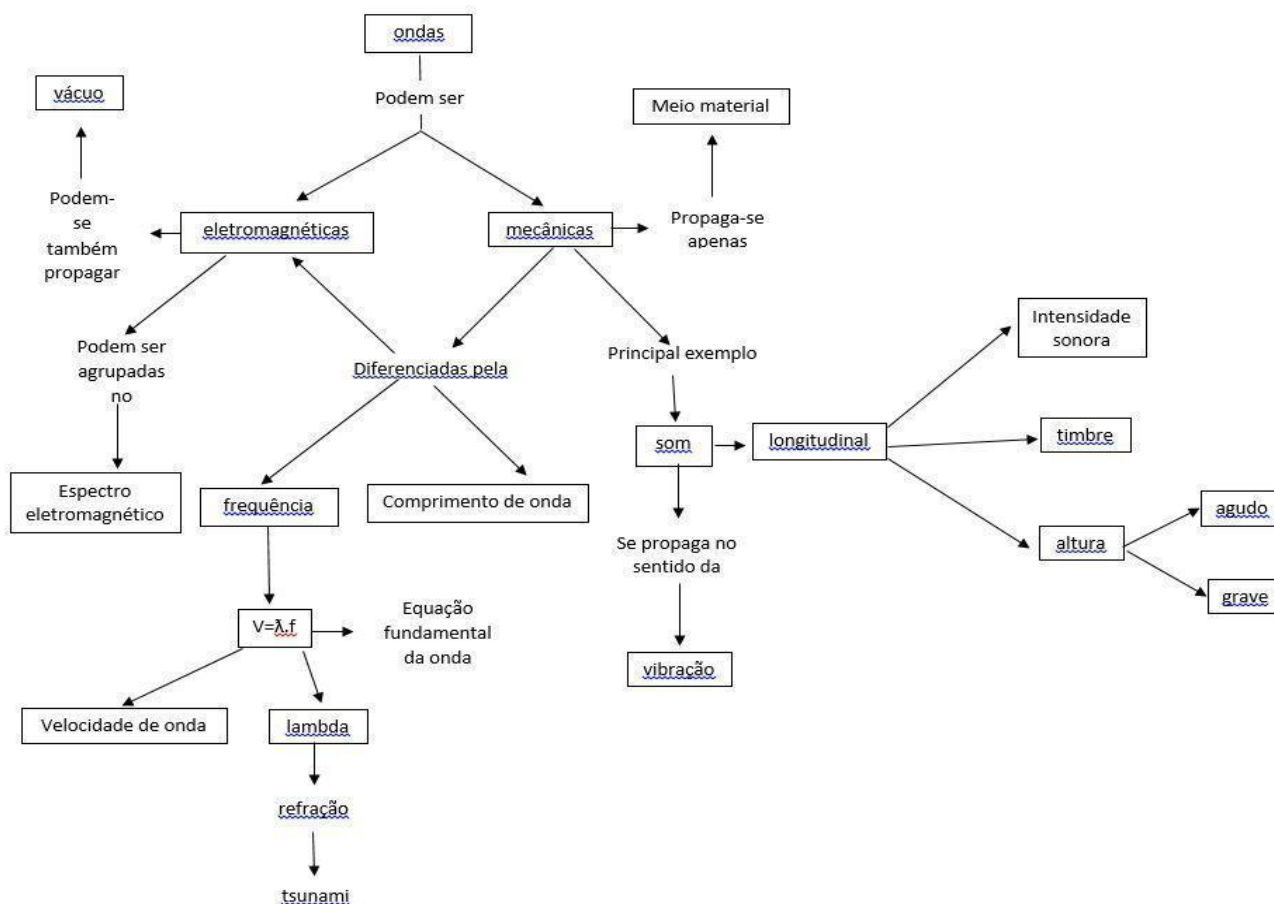 ondas
vácuo
Podem ser
Meio material
Podem-
se
também
propagar
eletromagnéticas
mecânicas
Propaga-se
apenas
Podem ser
agrupadas
no
Diferenciadas pela
Principal exemplo
Intensidade
sonora
som
longitudinal
timbre
Espectro
eletromagnético
frequência
Comprimento de onda
agudo
altura
Se propaga no
sentido da
grave
V=ƛ.f
Equação
fundamental
da onda
vibração
Velocidade de onda
lambda
refração
tsunami